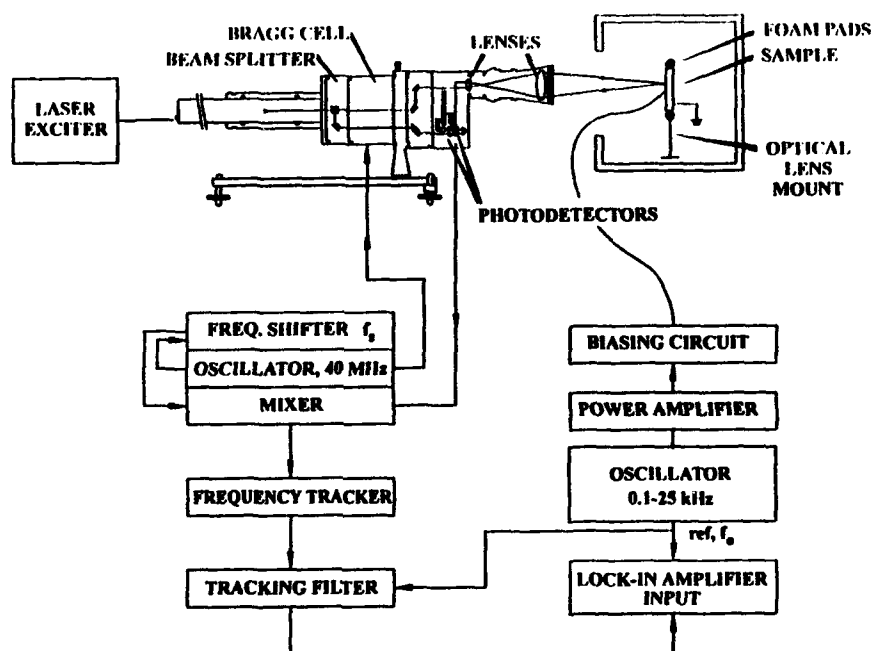 BRAGG CELL
BEAM SPLITTER
LENSES
FOAM PADS
SAMPLE
LASER
EXCITER
OPTICAL
LENS
MOUNT
PHOTODETECTORS
FREQ. SHIFTER fs
OSCILLATOR, 40 MHz
MIXER
BIASING CIRCUIT
POWER AMPLIFIER
OSCILLATOR
0.1-25 kHz
FREQUENCY TRACKER
ref, fo
TRACKING FILTER
LOCK-IN AMPLIFIER
INPUT